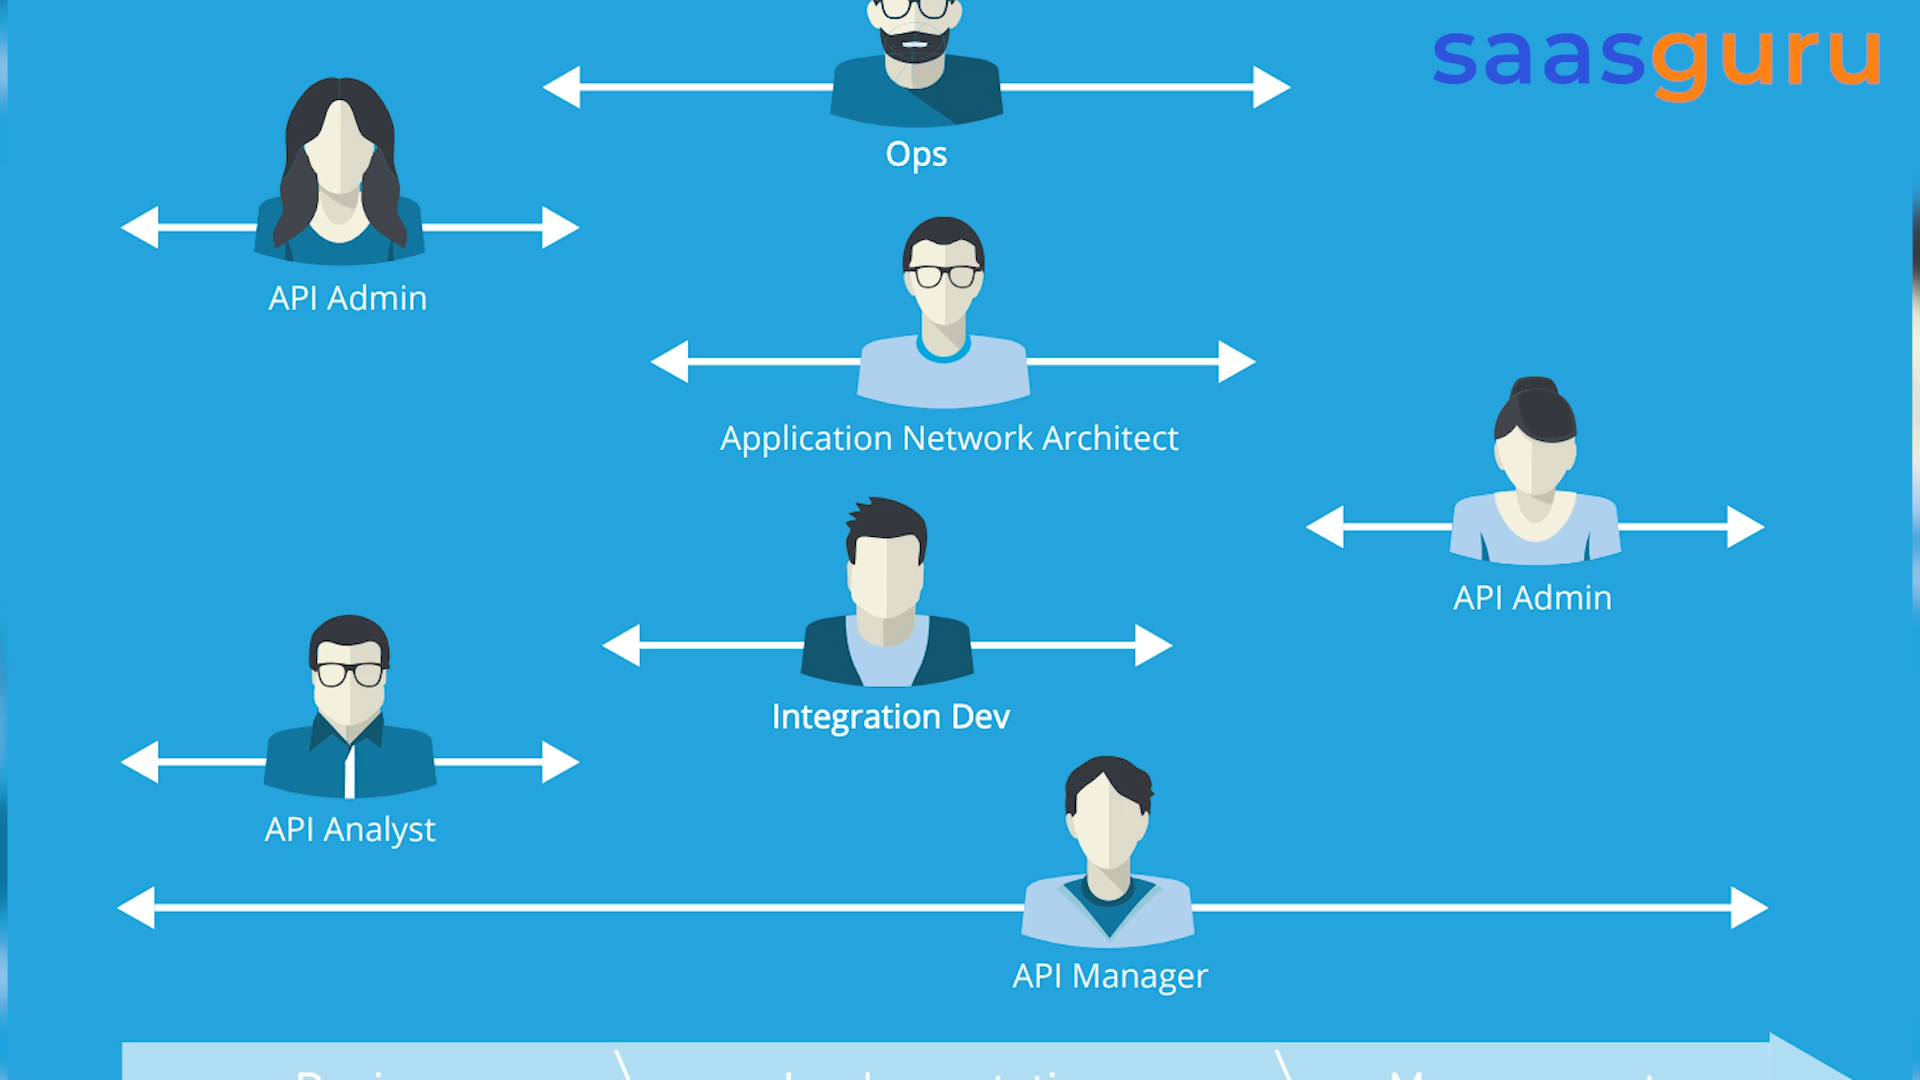 saasguru
Ops
API Admin
Application Network Architect
API Admin
Integration Dev
API Analyst
API Manager